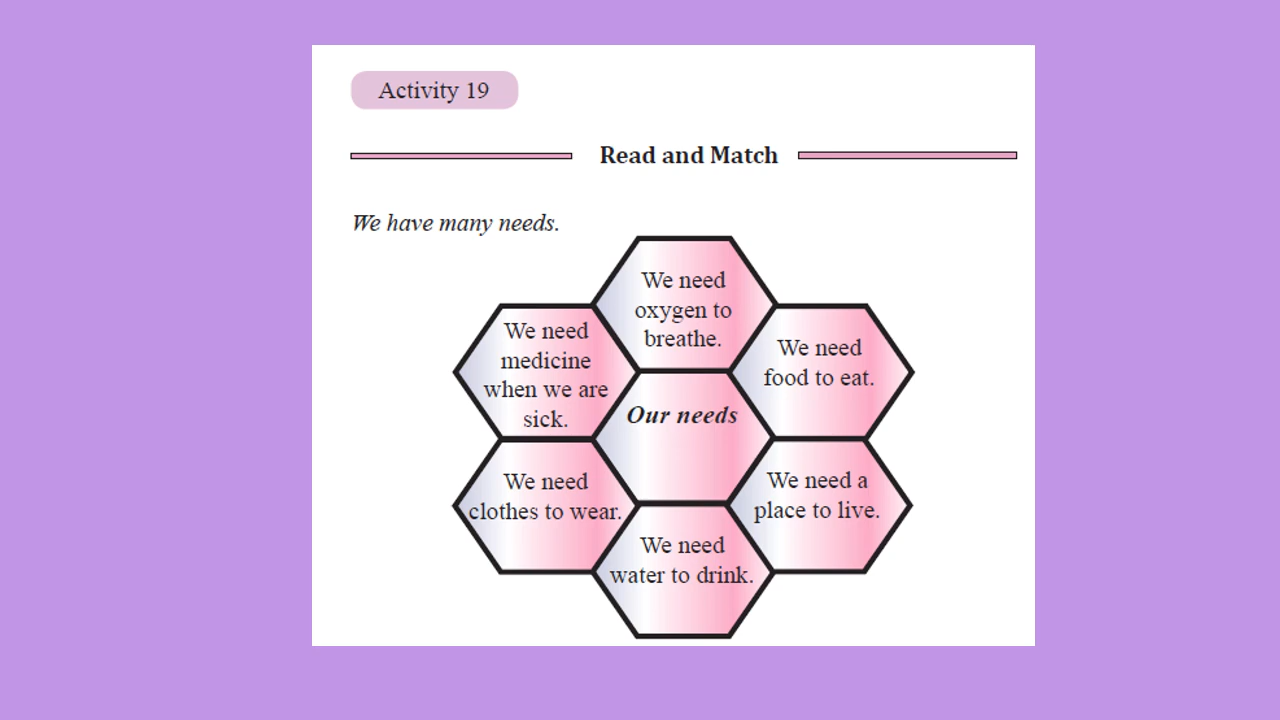 Activity 19
Read and Match
We have many needs.
We need
oxygen to
breathe.
We need
medicine
when we are
sick.
We need
food to eat.
Our needs
We need
clothes to wear.
We need a
place to live.
We need
water to drink.